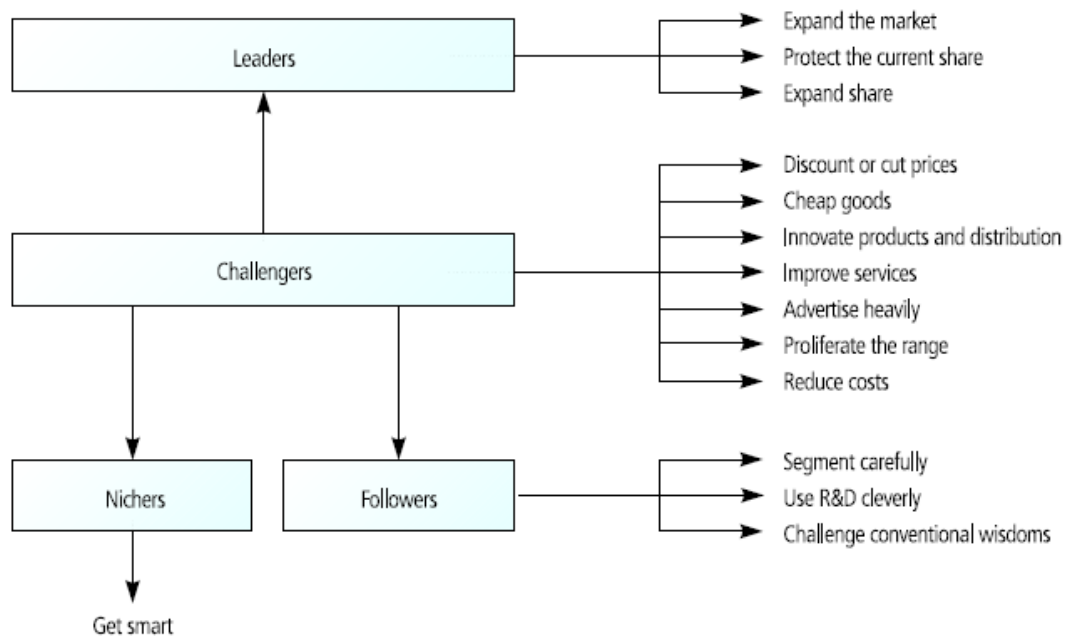 Leaders
Expand the market
Protect the current share
Expand share
Challengers
Discount or cut prices
Cheap goods
Innovate products and distribution
Improve services
Advertise heavily
Proliferate the range
Reduce costs
Nichers
Followers
Segment carefully
Use R&D cleverly
Challenge conventional wisdoms
Get smart